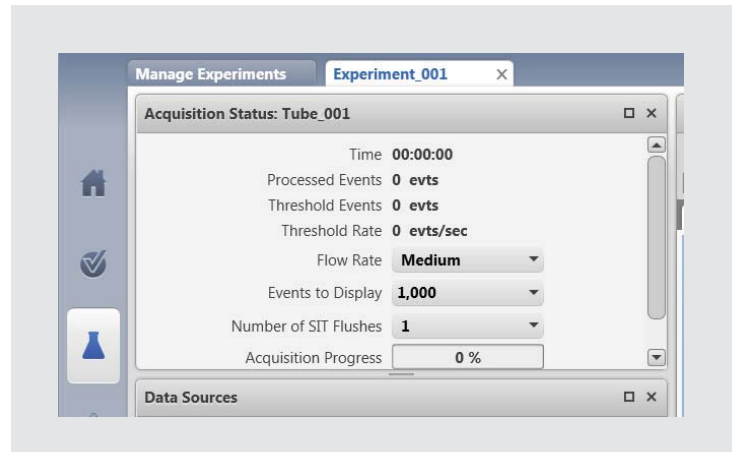 Manage Experiments Experiment_001
Acquisition Status: Tube_001
Time 00:00:00
Processed Events 0 evts
Threshold Events 0 evts
Threshold Rate 0 evts/sec
Flow Rate Medium
Events to Display 1,000
Number of SIT Flushes 1
Acquisition Progress 0 %
Data Sources